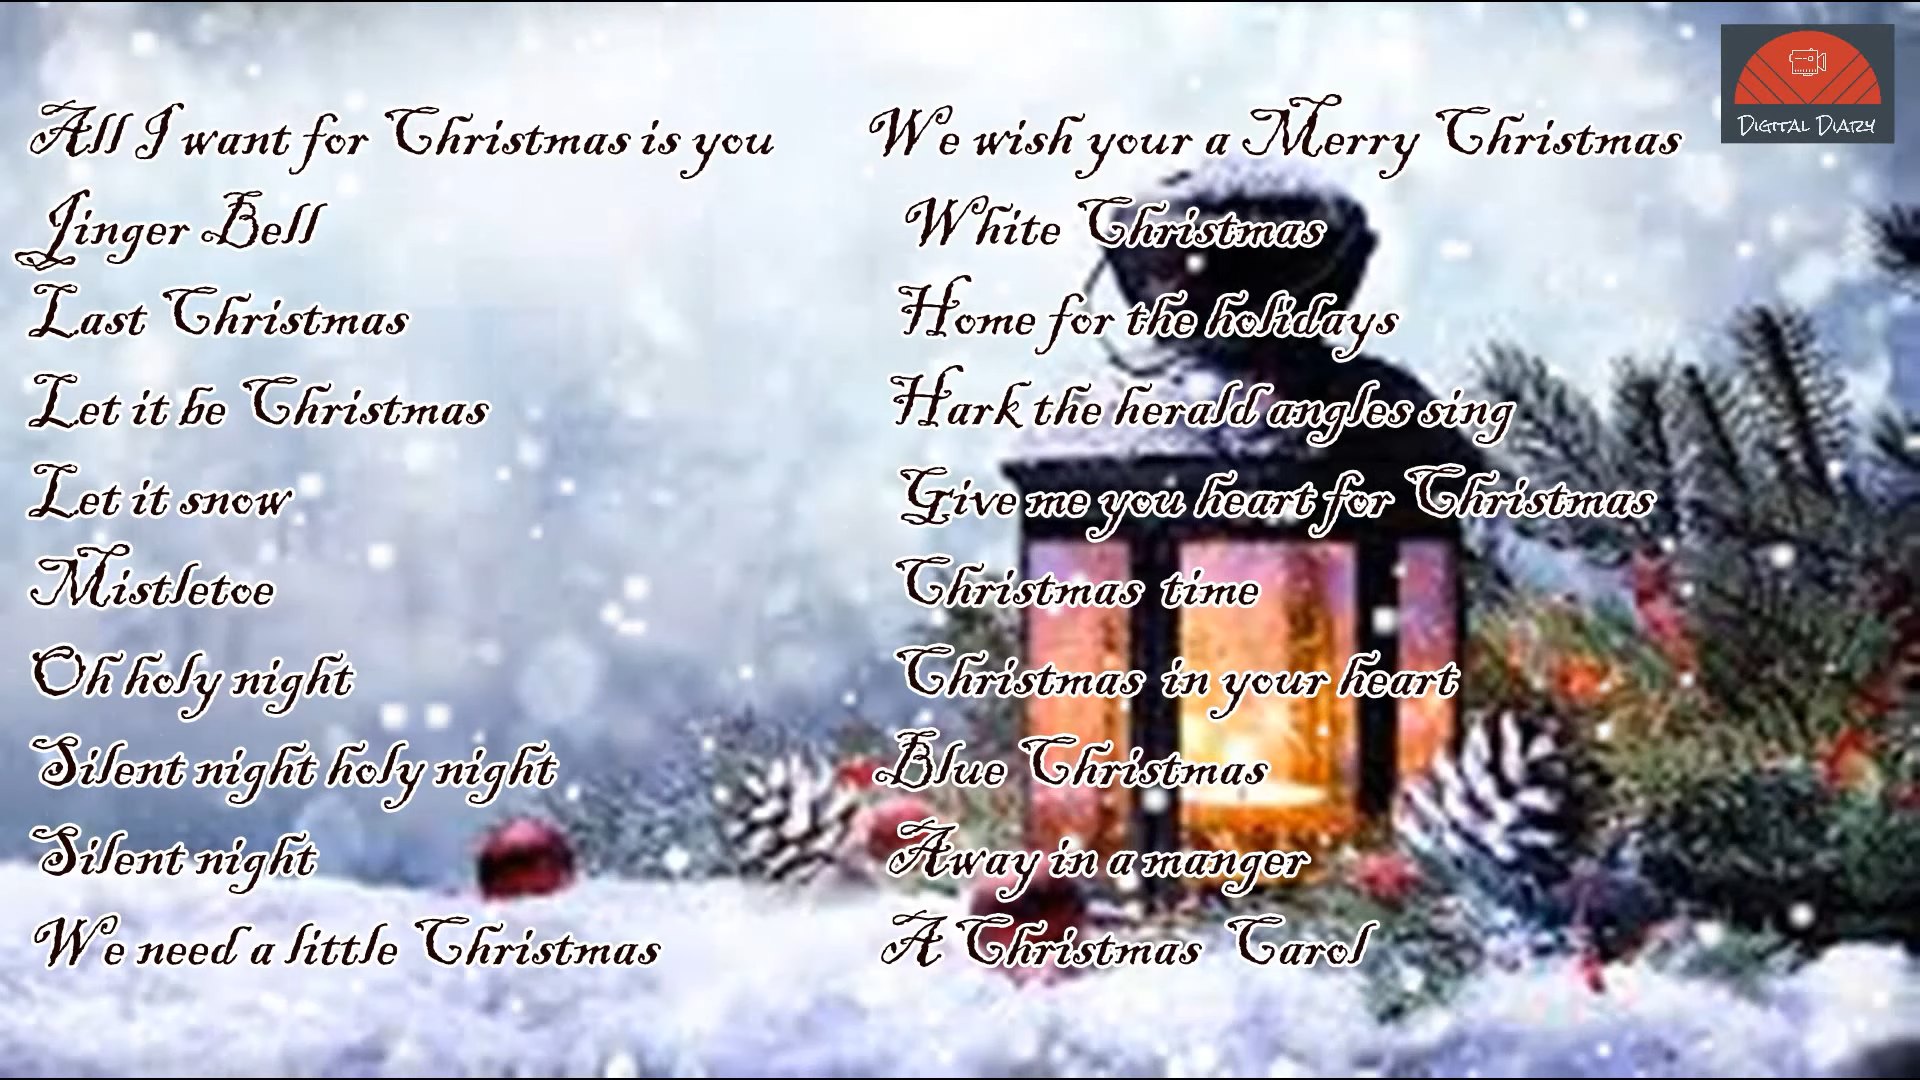 All I want for Christmas is you
Jinger Bell
Last Christmas
Let it be Christmas
Let it snow
Mistletoe
Oh holy night
Silent night holy night
Silent night
We need a little Christmas
We wish your a Merry Christmas
White Christmas
Home for the holidays
Hark the herald angles sing
Give me you heart for Christmas
Christmas time
Christmas in your heart
Blue Christmas
Away in a manger
A Christmas Carol
Digital Diary